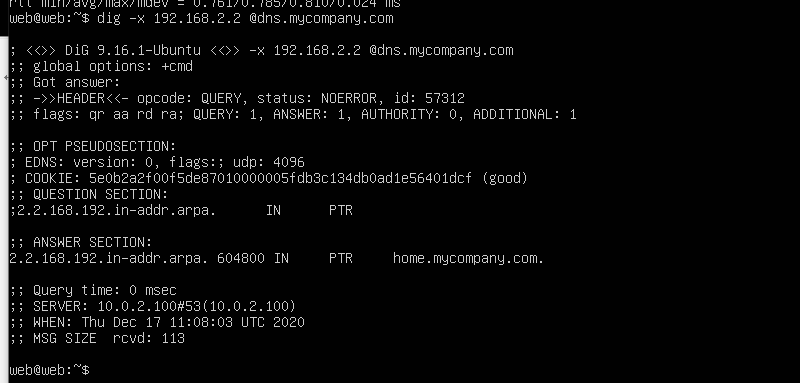 rtt min/avg/max/mdev = 0.761/0.785/0.810/0.024 ms
web@web:~$ dig -x 192.168.2.2 @dns.mycompany.com

; <<>> DiG 9.16.1-Ubuntu <<>> -x 192.168.2.2 @dns.mycompany.com
;; global options: +cmd
;; Got answer:
;; ->>HEADER<<- opcode: QUERY, status: NOERROR, id: 57312
;; flags: qr aa rd ra; QUERY: 1, ANSWER: 1, AUTHORITY: 0, ADDITIONAL: 1

;; OPT PSEUDOSECTION:
; EDNS: version: 0, flags:; udp: 4096
; COOKIE: 5e0b2a2f00f5de87010000005fdb3c134db0ad1e56401dcf (good)
;; QUESTION SECTION:
;2.2.168.192.in-addr.arpa. IN PTR

;; ANSWER SECTION:
2.2.168.192.in-addr.arpa. 604800 IN PTR home.mycompany.com.

;; Query time: 0 msec
;; SERVER: 10.0.2.100#53(10.0.2.100)
;; WHEN: Thu Dec 17 11:08:03 UTC 2020
;; MSG SIZE rcvd: 113

web@web:~$